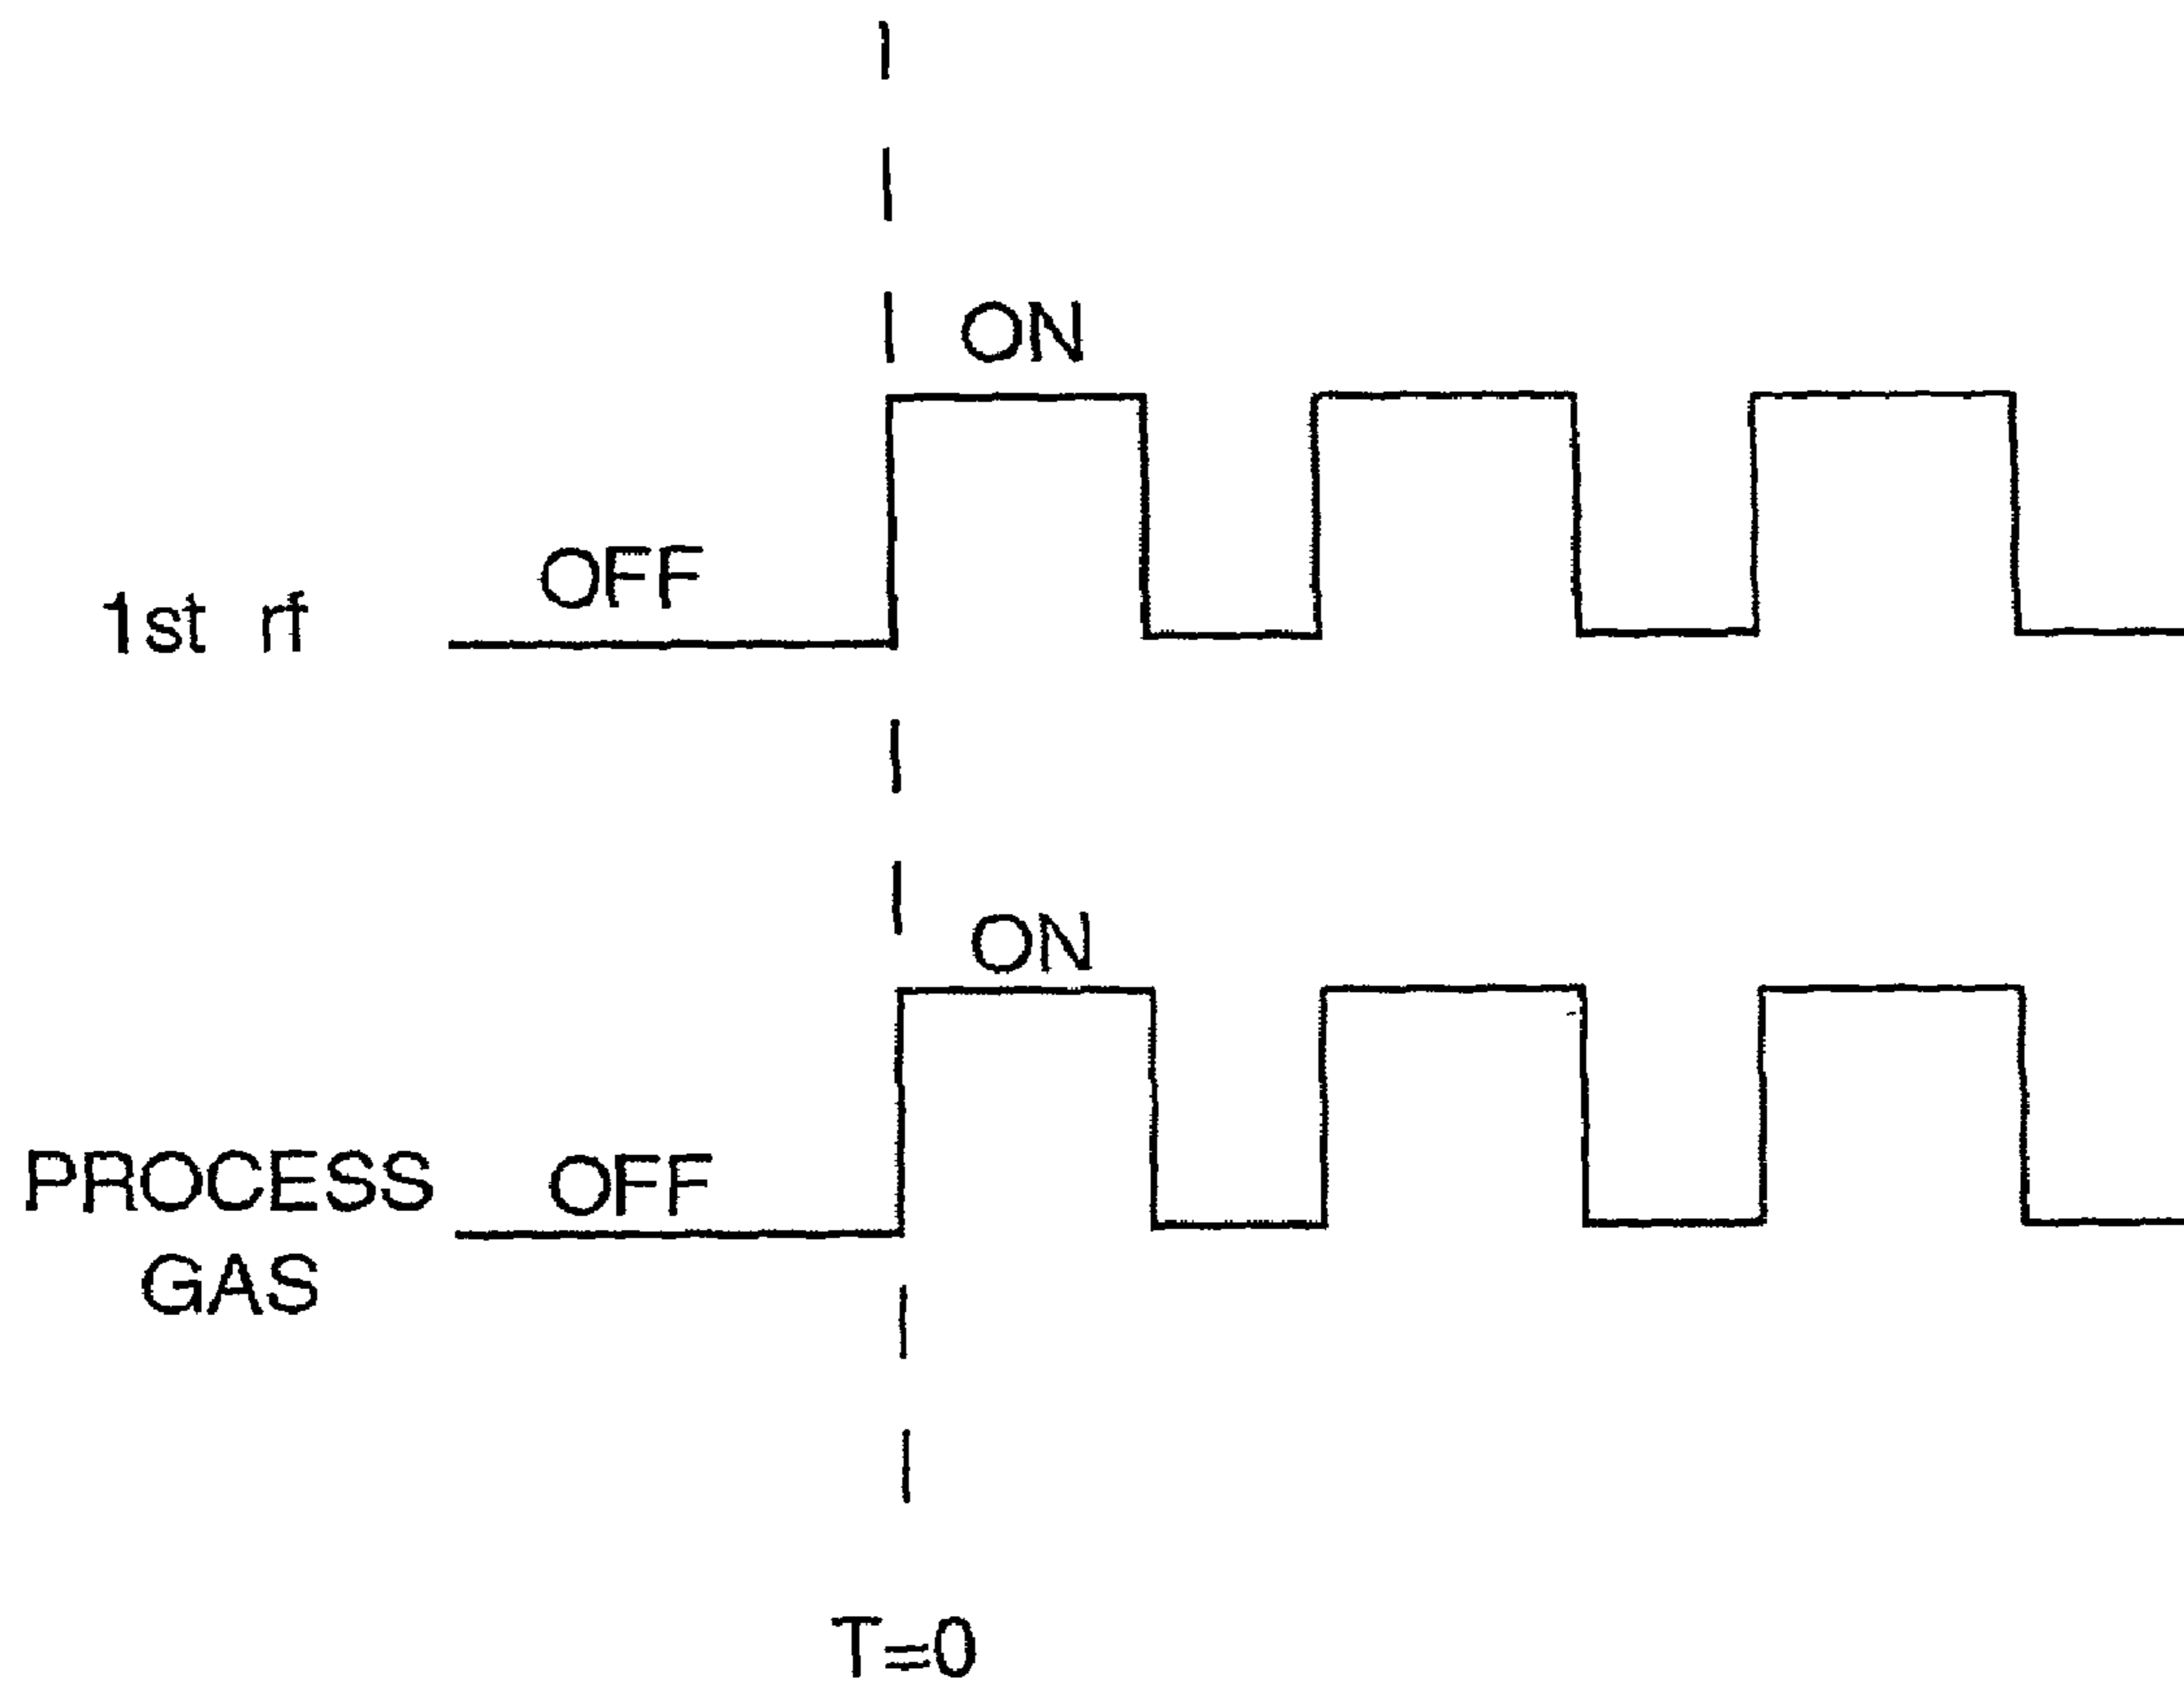 ON
OFF
1st rf
ON
PROCESS OFF
GAS
T=0